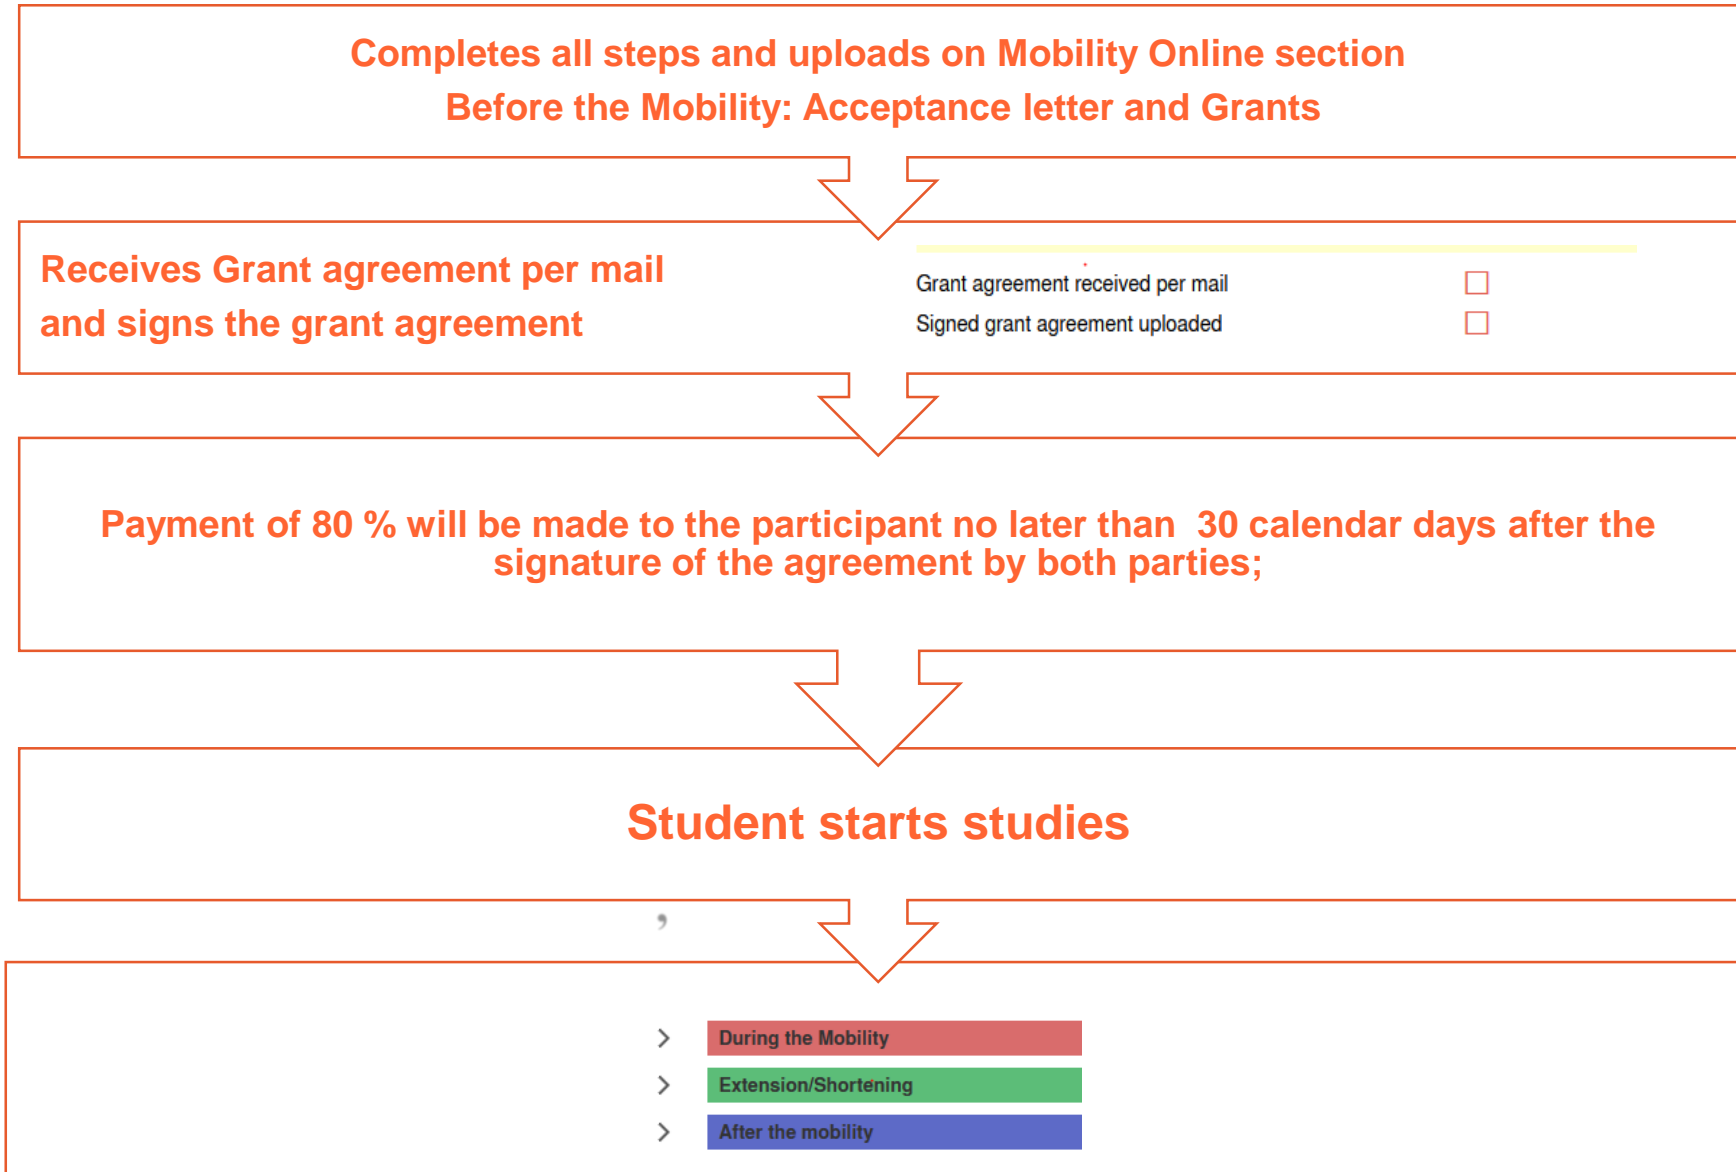 Completes all steps and uploads on Mobility Online section
Before the Mobility: Acceptance letter and Grants
Receives Grant agreement per mail
and signs the grant agreement
Grant agreement received per mail
Signed grant agreement uploaded
Payment of 80 % will be made to the participant no later than  30 calendar days after the
signature of the agreement by both parties;
Student starts studies
,
During the Mobility
Extension/Shortening
After the mobility